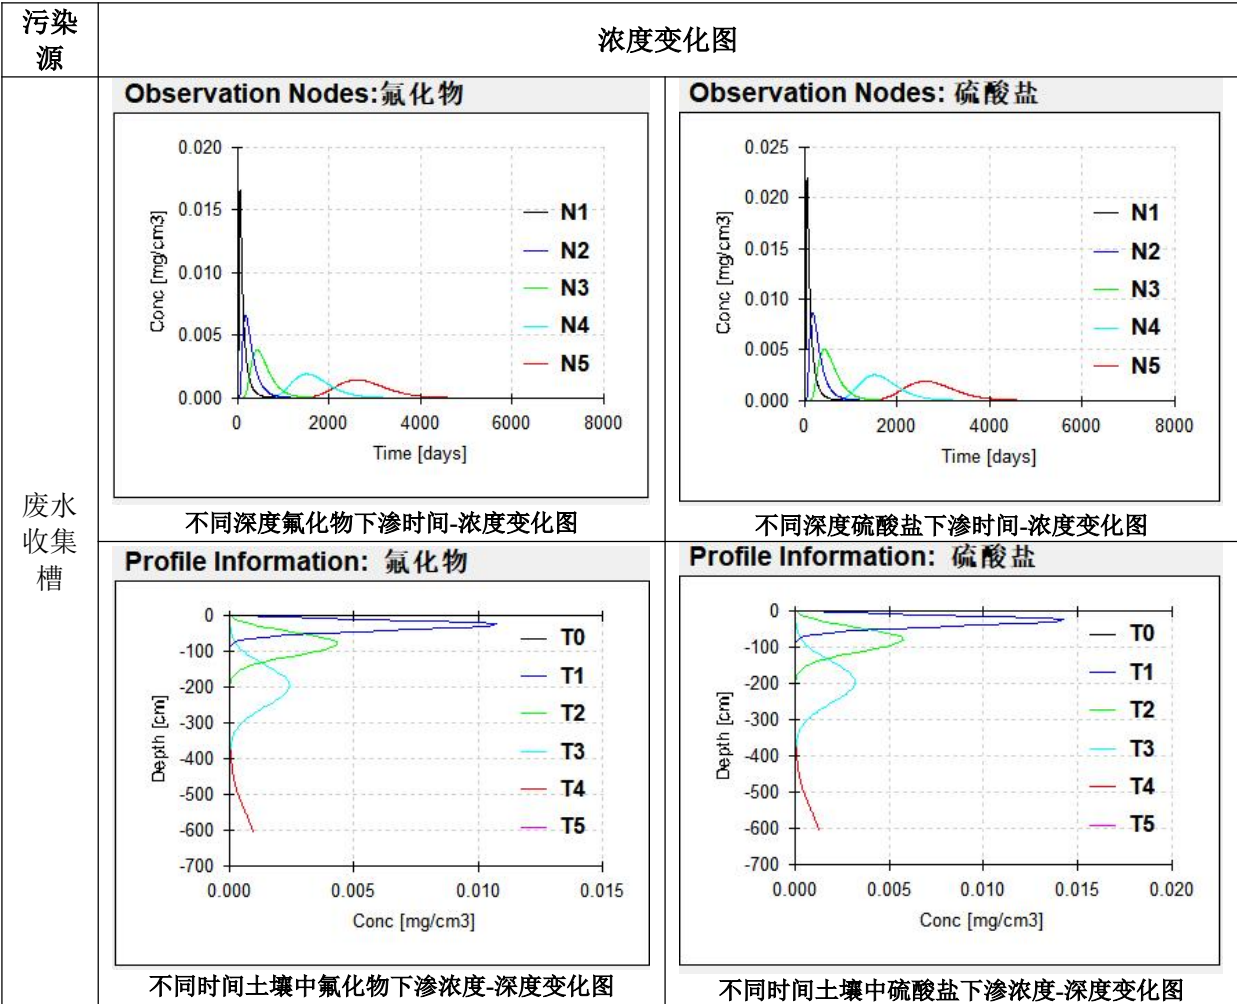 污染
源
浓度变化图
废水
收集
槽
Observation Nodes:氟化物
0.020
0.015
0.010
0.005
0.000
Conc [mg/cm3]
0 2000 4000 6000 8000
Time [days]
N1
N2
N3
N4
N5
不同深度氟化物下渗时间-浓度变化图
Observation Nodes: 硫酸盐
0.025
0.020
0.015
0.010
0.005
0.000
Conc [mg/cm3]
0 2000 4000 6000 8000
Time [days]
N1
N2
N3
N4
N5
不同深度硫酸盐下渗时间-浓度变化图
Profile Information: 氟化物
0
-100
-200
-300
-400
-500
-600
-700
Depth [cm]
0.000 0.005 0.010 0.015
Conc [mg/cm3]
T0
T1
T2
T3
T4
T5
不同时间土壤中氟化物下渗浓度-深度变化图
Profile Information: 硫酸盐
0
-100
-200
-300
-400
-500
-600
-700
Depth [cm]
0.000 0.005 0.010 0.015 0.020
Conc [mg/cm3]
T0
T1
T2
T3
T4
T5
不同时间土壤中硫酸盐下渗浓度-深度变化图